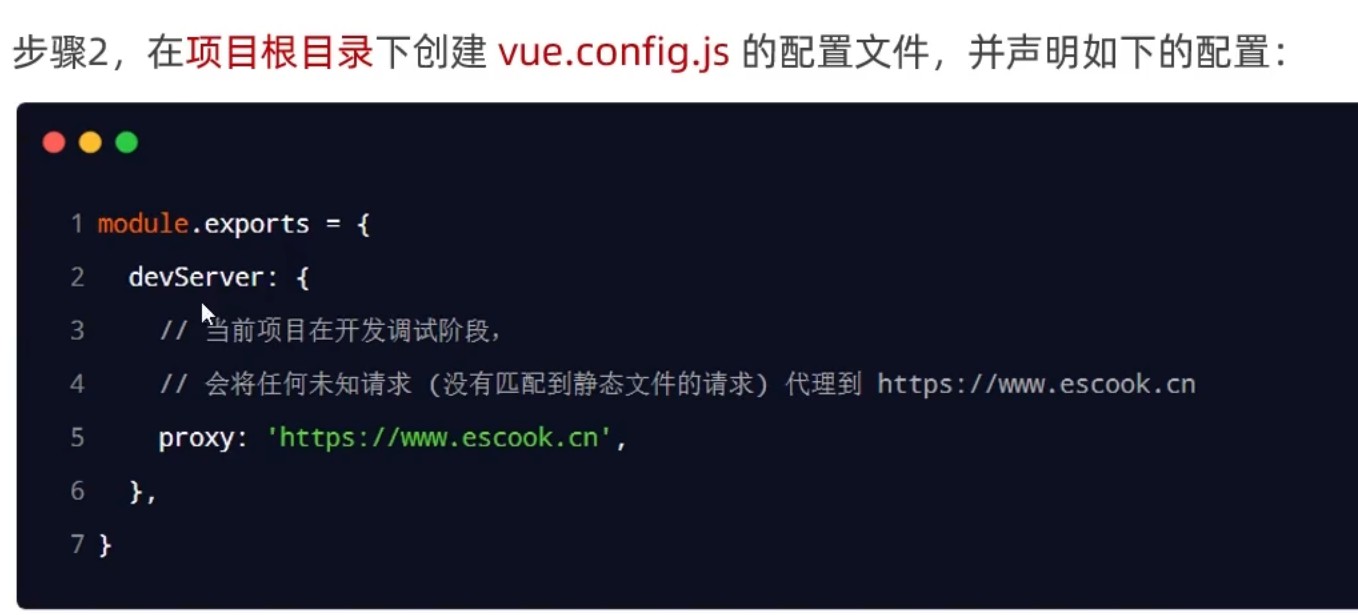 步骤2，在项目根目录下创建 vue.config.js 的配置文件，并声明如下的配置：
1 module.exports = {
2   devServer: {
3     // 当前项目在开发调试阶段，
4     // 会将任何未知请求 (没有匹配到静态文件的请求) 代理到 https://www.escook.cn
5     proxy: 'https://www.escook.cn',
6   },
7 }